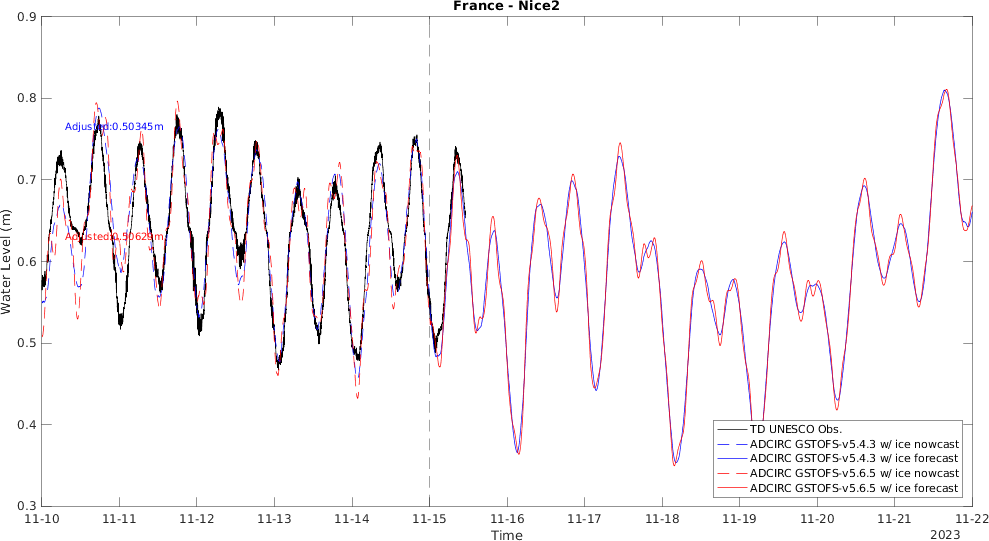 France - Nice2
Water Level (m)
0.9
0.8
0.7
0.6
0.5
0.4
0.3
Adjusted:0.50345m
Adjusted:0.50629m
TD UNESCO Obs.
ADCIRC GSTOFS-v5.4.3 w/ ice nowcast
ADCIRC GSTOFS-v5.4.3 w/ ice forecast
ADCIRC GSTOFS-v5.6.5 w/ ice nowcast
ADCIRC GSTOFS-v5.6.5 w/ ice forecast
11-10 11-11 11-12 11-13 11-14 11-15 11-16 11-17 11-18 11-19 11-20 11-21 11-22
Time
2023